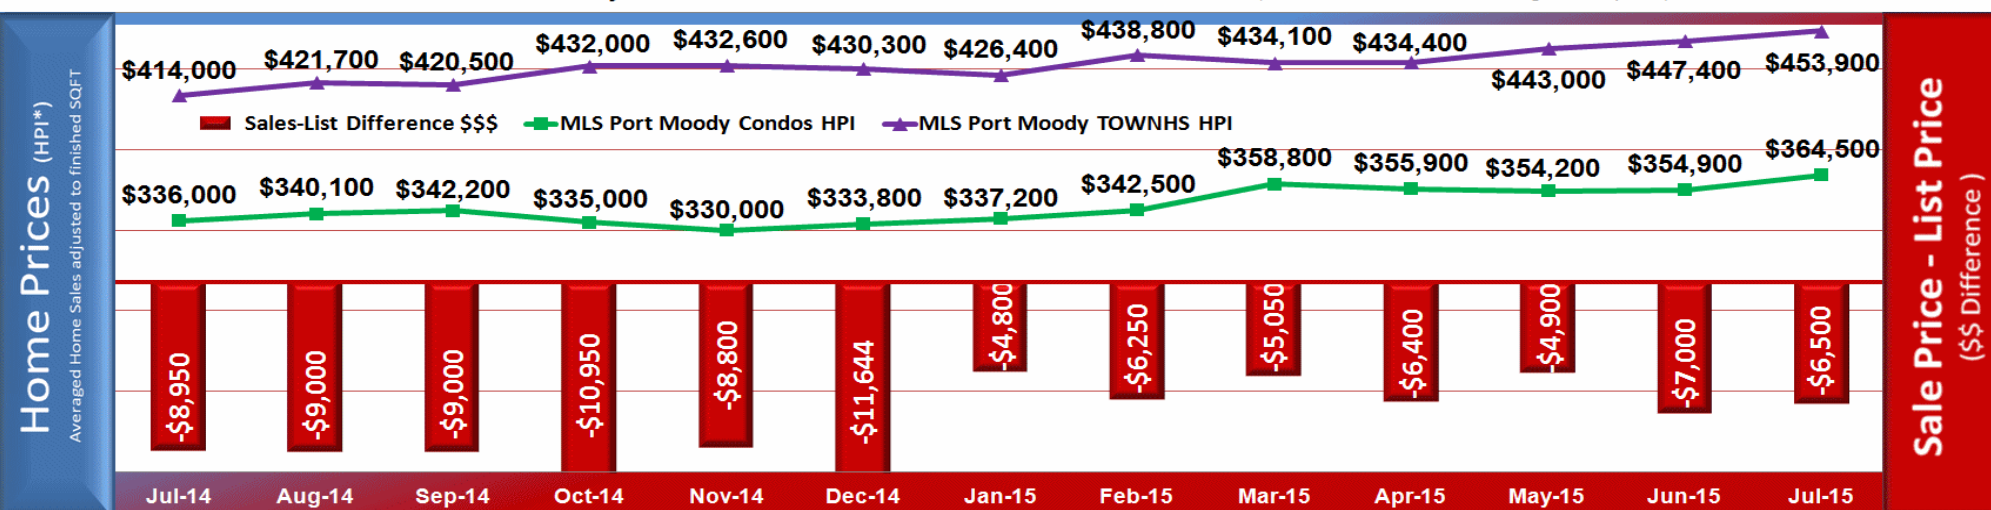 Home Prices (HPI*)
Averaged Home Sales adjusted to finished SQFT
$414,000 $421,700 $420,500 $432,000 $432,600 $430,300 $426,400 $438,800 $434,100 $434,400 $443,000 $447,400 $453,900
Sales-List Difference $$$ MLS Port Moody Condos HPI MLS Port Moody TOWNHS HPI
$336,000 $340,100 $342,200 $335,000 $330,000 $333,800 $337,200 $342,500 $358,800 $355,900 $354,200 $354,900 $364,500
-$8,950 -$9,000 -$9,000 -$10,950 -$8,800 -$11,644 -$4,800 -$6,250 -$5,050 -$6,400 -$4,900 -$7,000 -$6,500
Jul-14 Aug-14 Sep-14 Oct-14 Nov-14 Dec-14 Jan-15 Feb-15 Mar-15 Apr-15 May-15 Jun-15 Jul-15
Sale Price - List Price
($$ Difference )